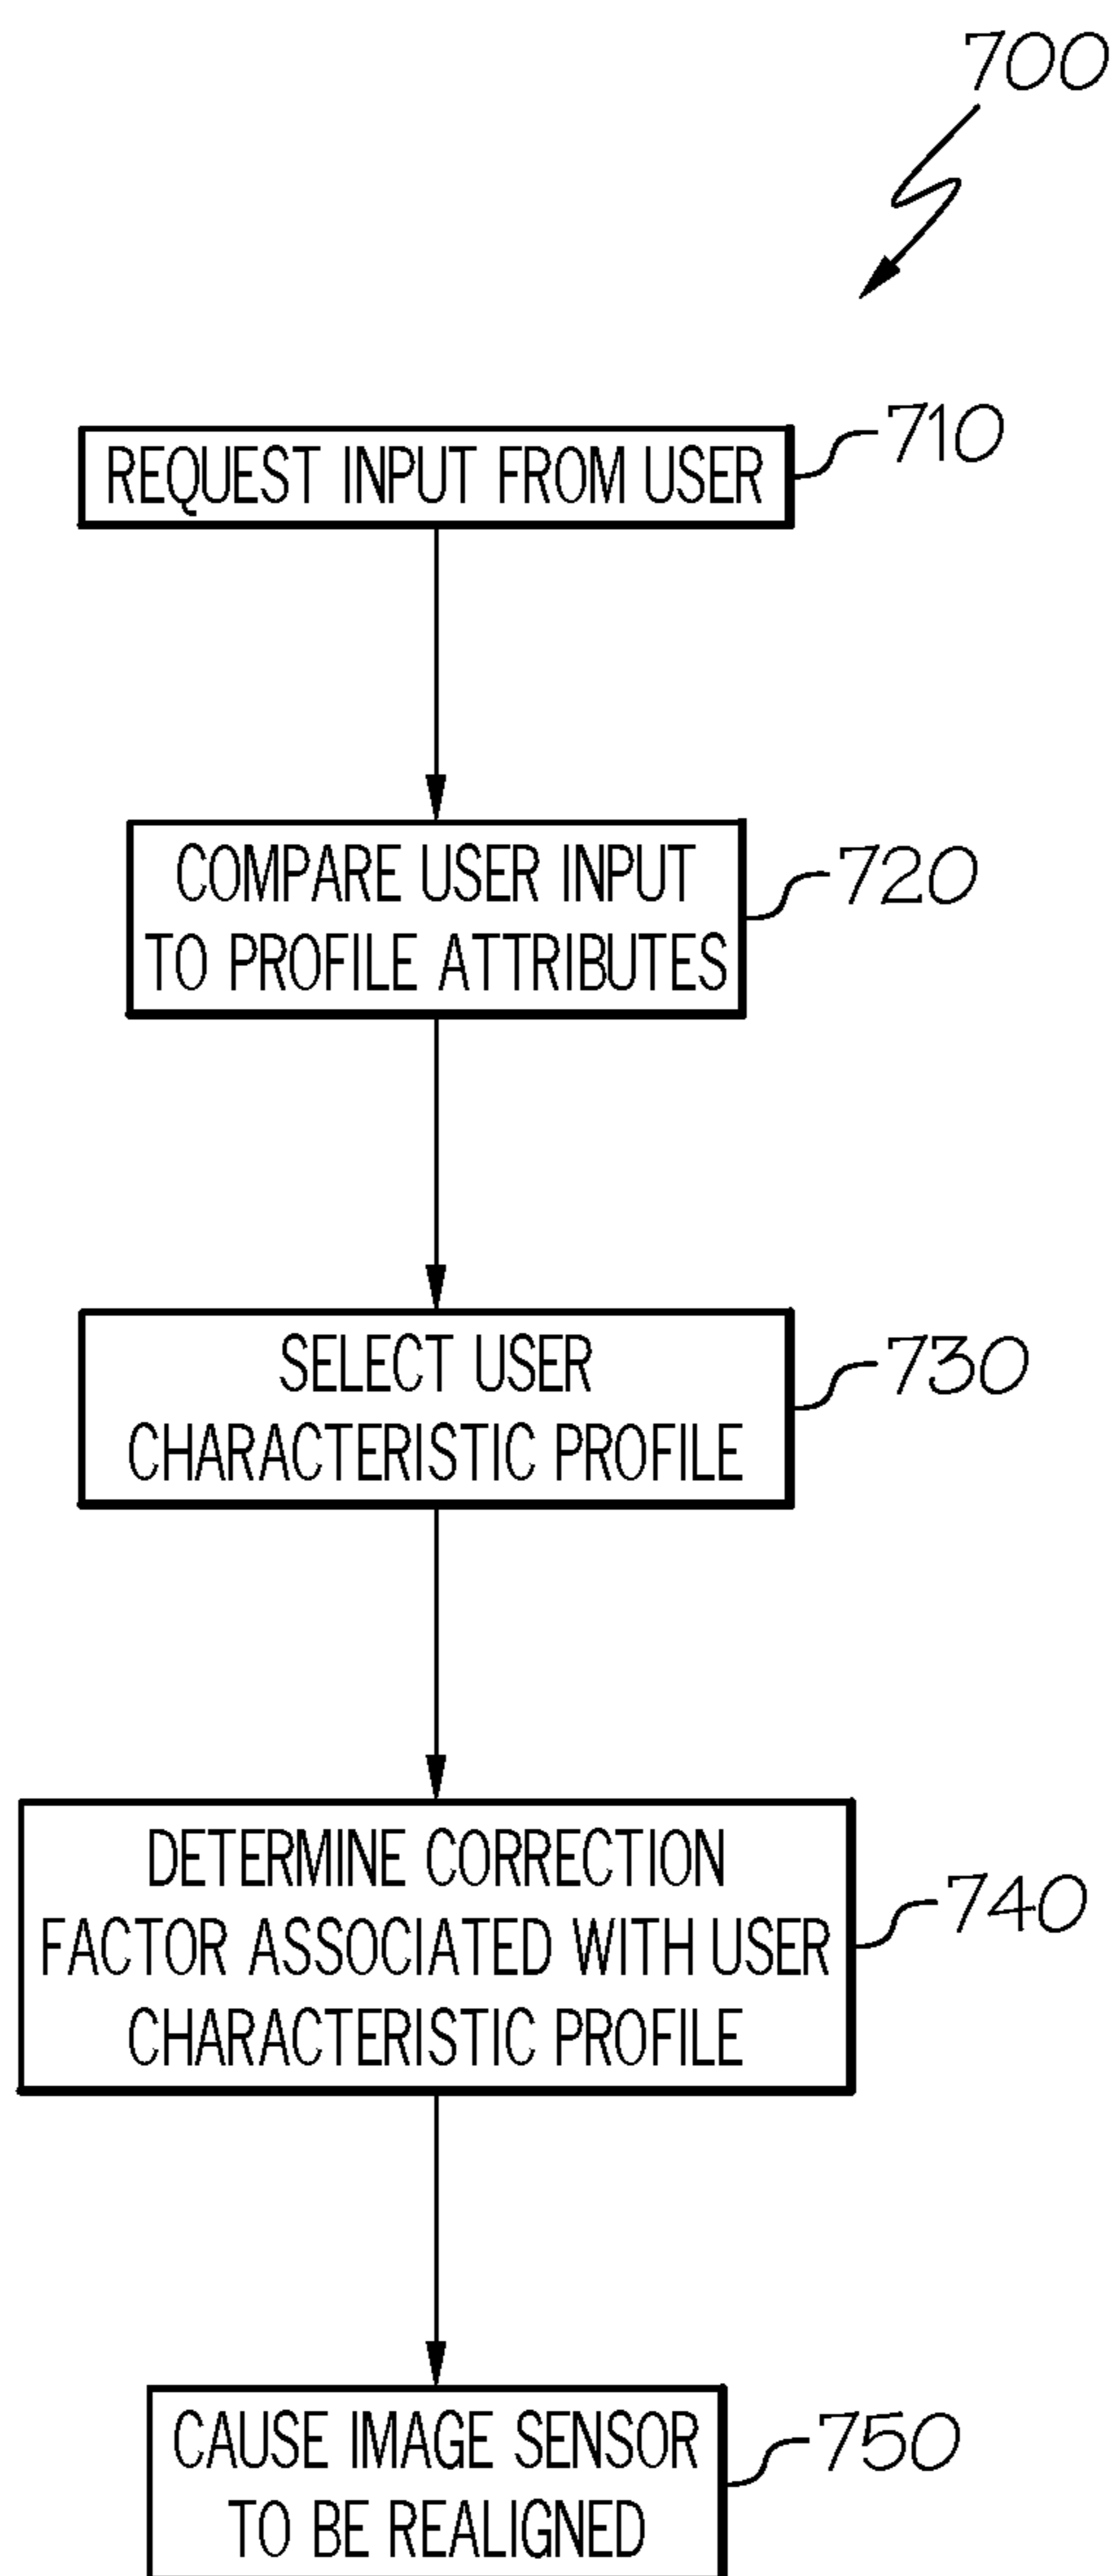 700
REQUEST INPUT FROM USER
710
COMPARE USER INPUT
TO PROFILE ATTRIBUTES
720
SELECT USER
CHARACTERISTIC PROFILE
730
DETERMINE CORRECTION
FACTOR ASSOCIATED WITH USER
CHARACTERISTIC PROFILE
740
CAUSE IMAGE SENSOR
TO BE REALIGNED
750